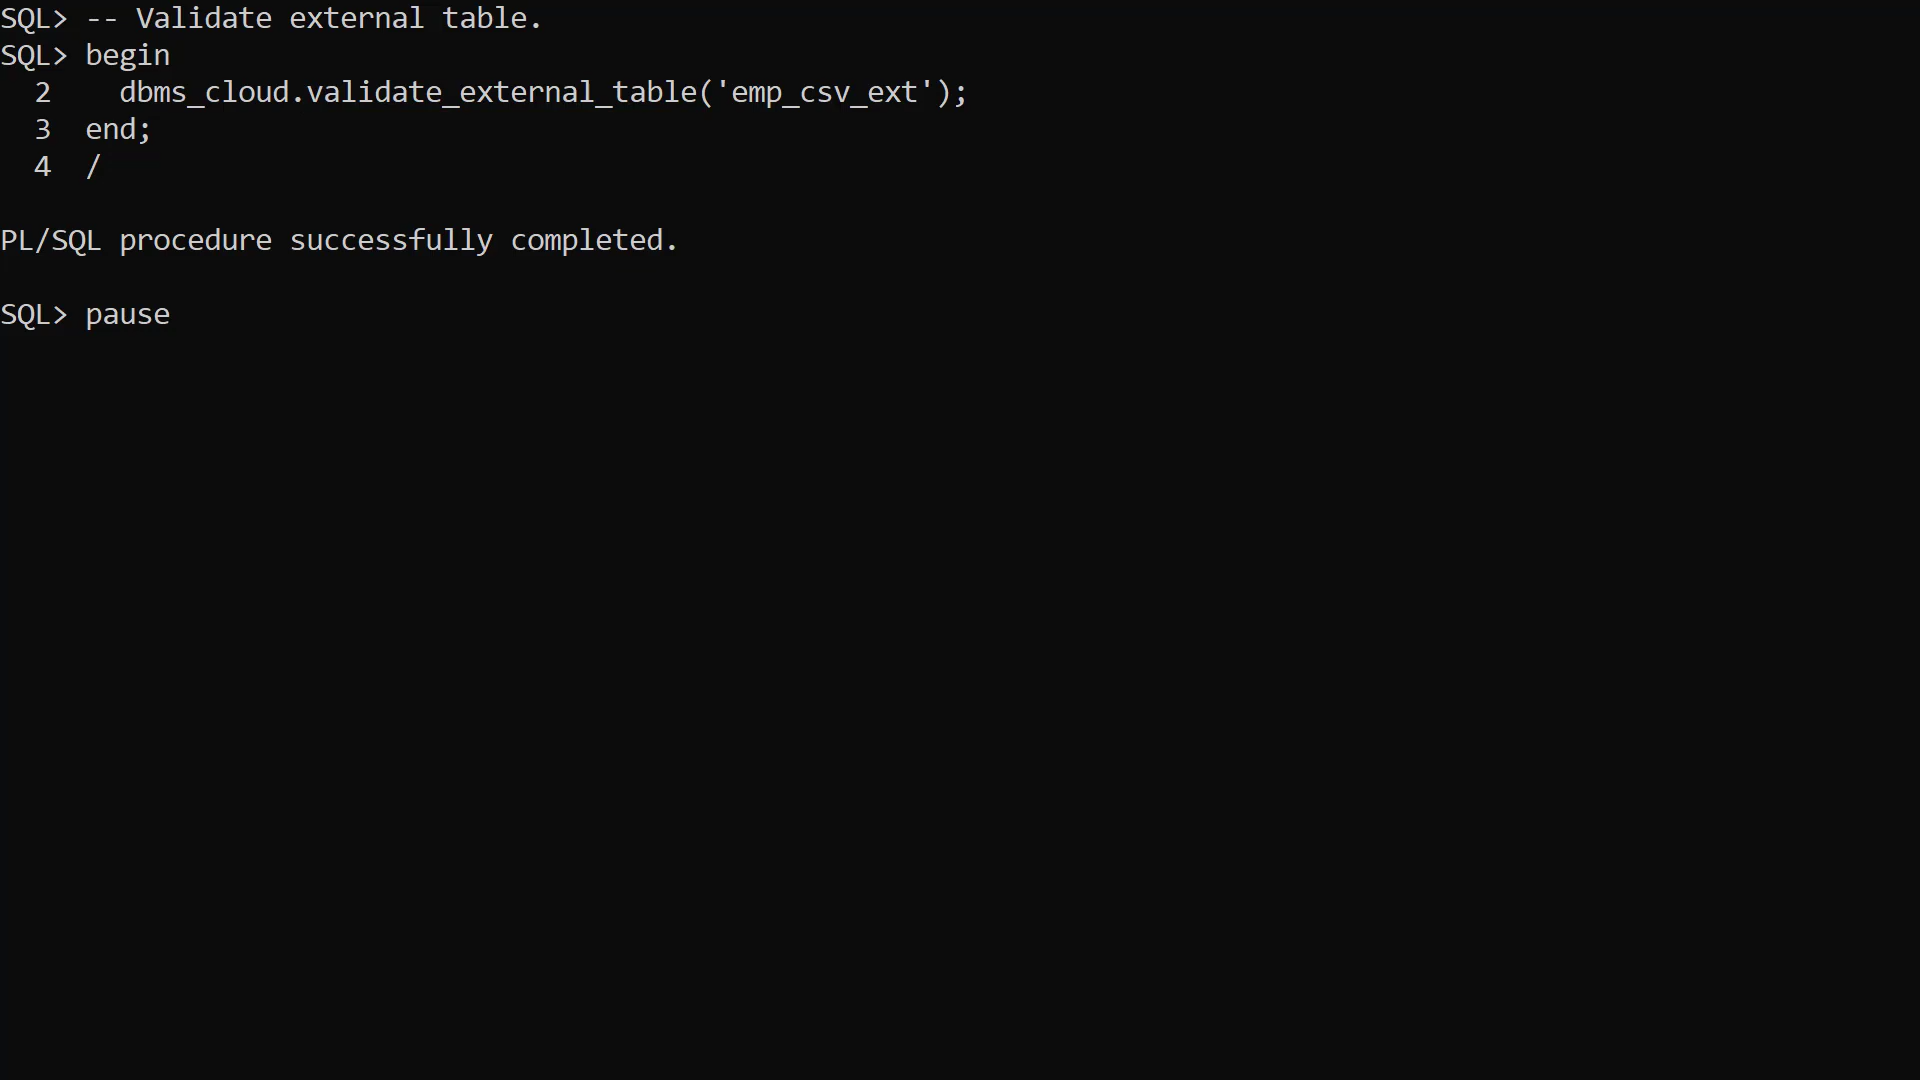 SQL> -- Validate external table.
SQL> begin
  2    dbms_cloud.validate_external_table('emp_csv_ext');
  3  end;
  4  /
PL/SQL procedure successfully completed.
SQL> pause